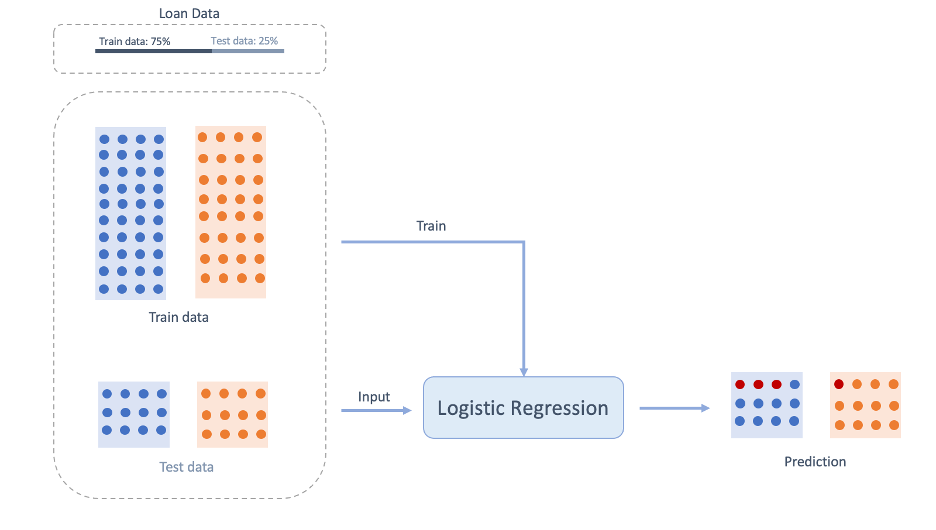 Loan Data
Train data: 75%
Test data: 25%
Train
Train data
Input
Logistic Regression
Test data
Prediction